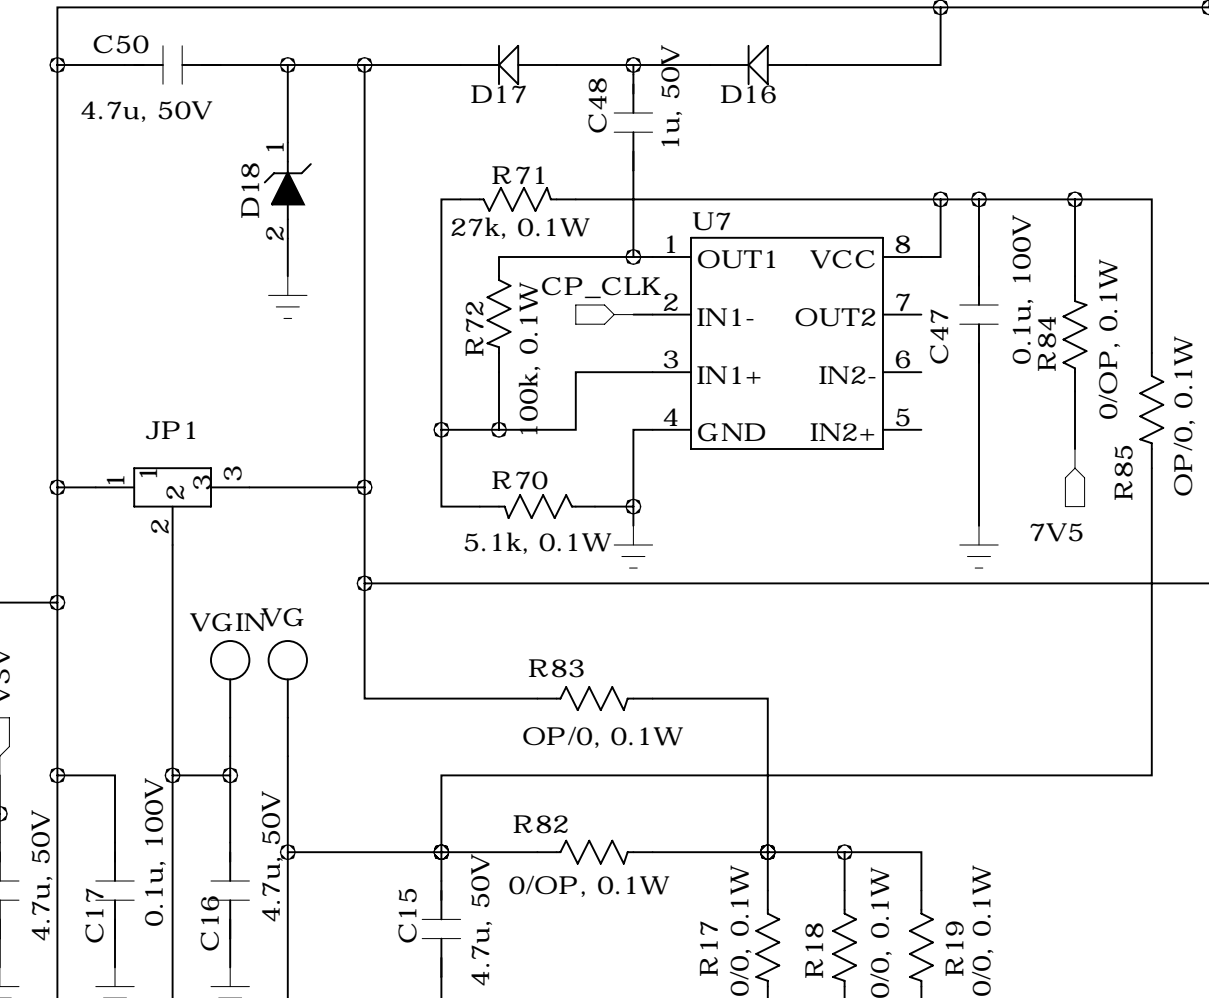 C50
4.7u, 50V
D17
C48
1u, 50V
D16
D18
1
2
R71
27k, 0.1W
U7
1
OUT1
VCC
8
CP_CLK
2
IN1-
OUT2
7
R72
100k, 0.1W
3
IN1+
IN2-
6
4
GND
IN2+
5
C47
0.1u, 100V
R84
0/OP, 0.1W
R85
OP/0, 0.1W
7V5
JP1
1
1
2
3
3
2
R70
5.1k, 0.1W
VGIN
VG
R83
OP/0, 0.1W
R82
0/OP, 0.1W
4.7u, 50V
C17
0.1u, 100V
C16
4.7u, 50V
C15
4.7u, 50V
R17
0/0, 0.1W
R18
0/0, 0.1W
R19
0/0, 0.1W